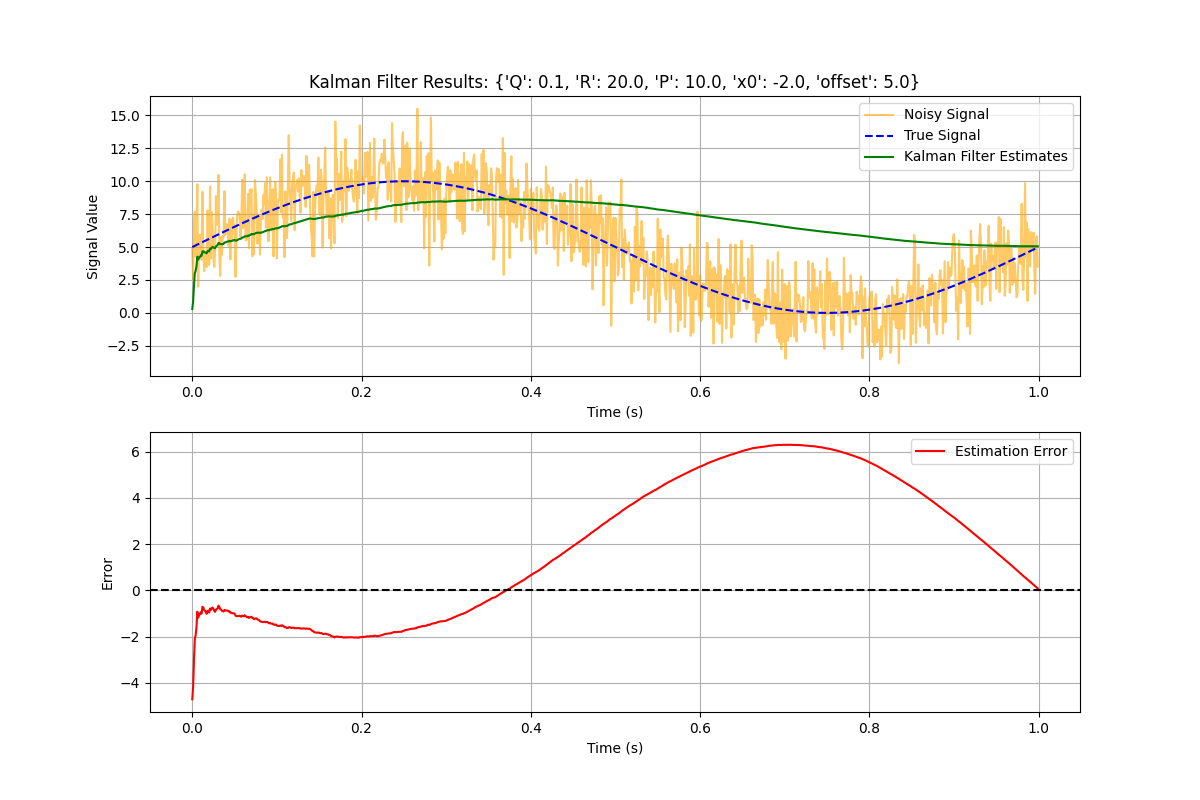 Kalman Filter Results: {'Q': 0.1, 'R': 20.0, 'P': 10.0, 'x0': -2.0, 'offset': 5.0}
15.0
12.5
10.0
7.5
5.0
2.5
0.0
−2.5
Signal Value
Noisy Signal
True Signal
Kalman Filter Estimates
0.0 0.2 0.4 0.6 0.8 1.0
Time (s)
6
4
2
0
−2
−4
Error
Estimation Error
0.0 0.2 0.4 0.6 0.8 1.0
Time (s)